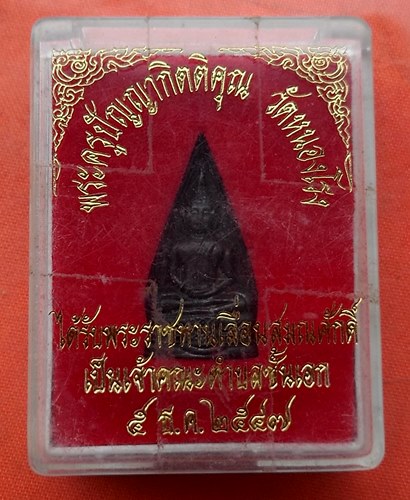 พระครูปัญญากิตติคุณ วัดหนองโสน
ได้รับพระราชทานเลื่อนสมณศักดิ์
เป็นเจ้าคณะตำบลชั้นเอก
๕ ธ.ค.๒๕๔๗